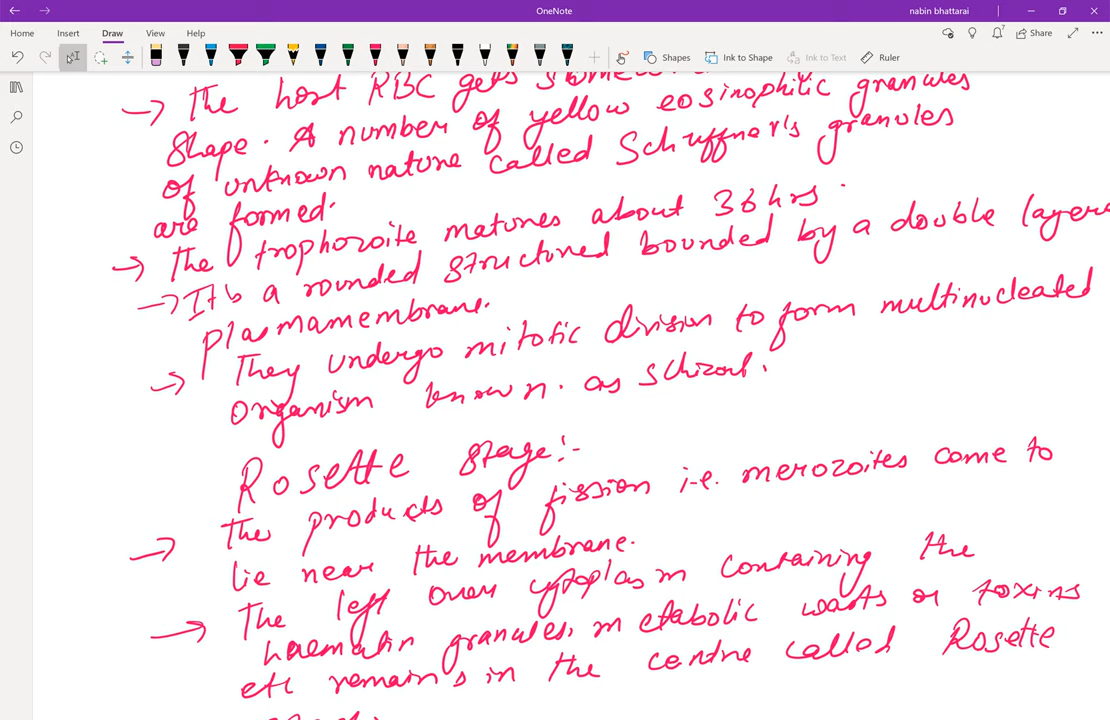 OneNote
nabin bhattarai
Home Insert Draw View Help
Share
Shapes Ink to Shape Ink to Text Ruler
→ The host RBC gets
shape. A number of yellow eosinophilic granules
of unknown nature called Schuffner's granules
are formed.
→ The trophozoite matures about 36 hrs.
→ It's a rounded structured bounded by a double layere
plasmamembrane.
→ They undergo mitotic division to form multinucleated
organism known. as schizont.
Rosette stage:-
→ The products of fission i.e. merozoites come to
lie near the membrane.
→ The left over cytoplasm containing the
haematin granules, metabolic wasts or toxins
etc remain's in the centre called Rosette